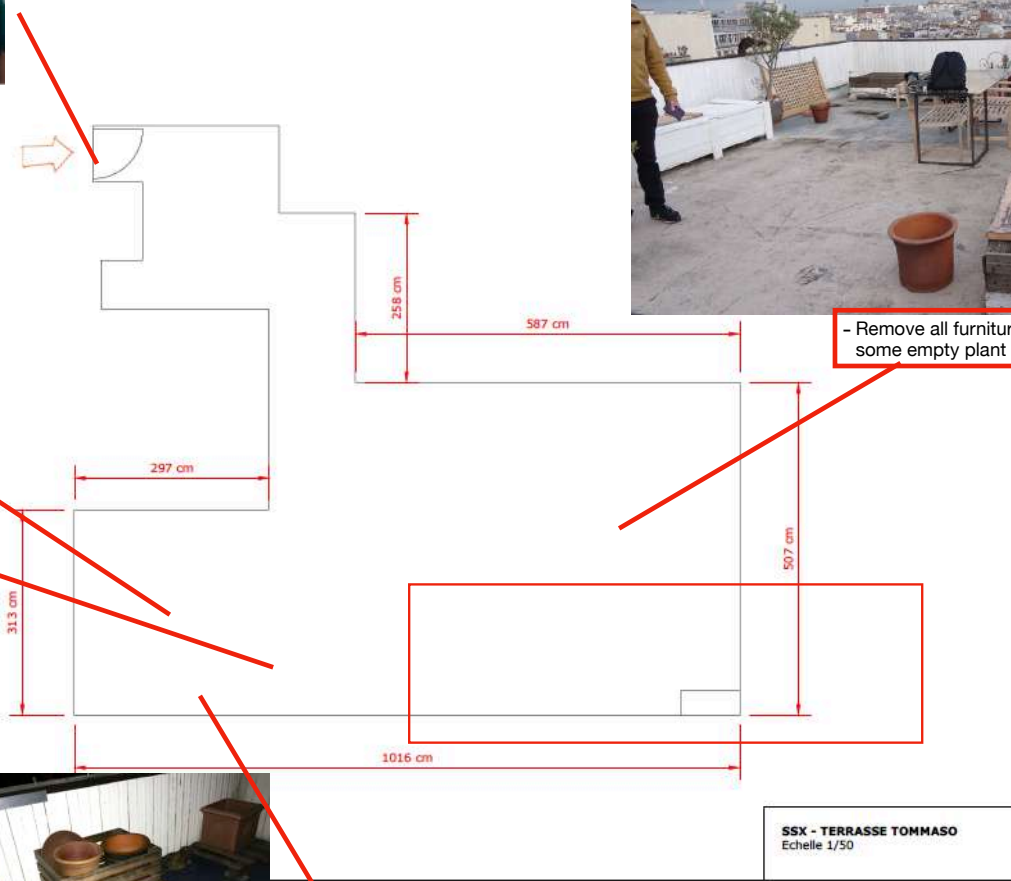 258 cm
587 cm
- Remove all furnitur
some empty plant
297 cm
507 cm
313 cm
1016 cm
SSX - TERRASSE TOMMASO
Echelle 1/50